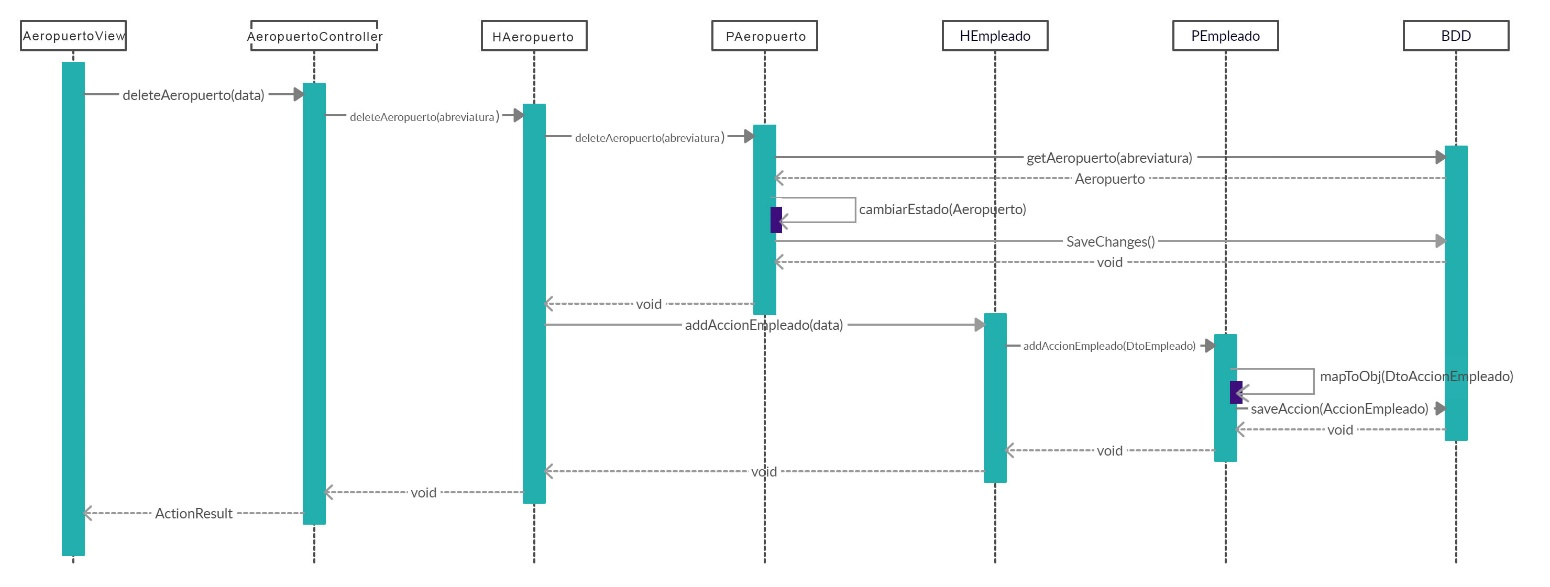 AeropuertoView
AeropuertoController
HAeropuerto
PAeropuerto
HEmpleado
PEmpleado
BDD
deleteAeropuerto(data)
deleteAeropuerto(abreviatura)
deleteAeropuerto(abreviatura)
getAeropuerto(abreviatura)
Aeropuerto
cambiarEstado(Aeropuerto)
SaveChanges()
void
void
addAccionEmpleado(data)
addAccionEmpleado(DtoEmpleado)
mapToObj(DtoAccionEmpleado)
saveAccion(AccionEmpleado)
void
void
void
void
ActionResult